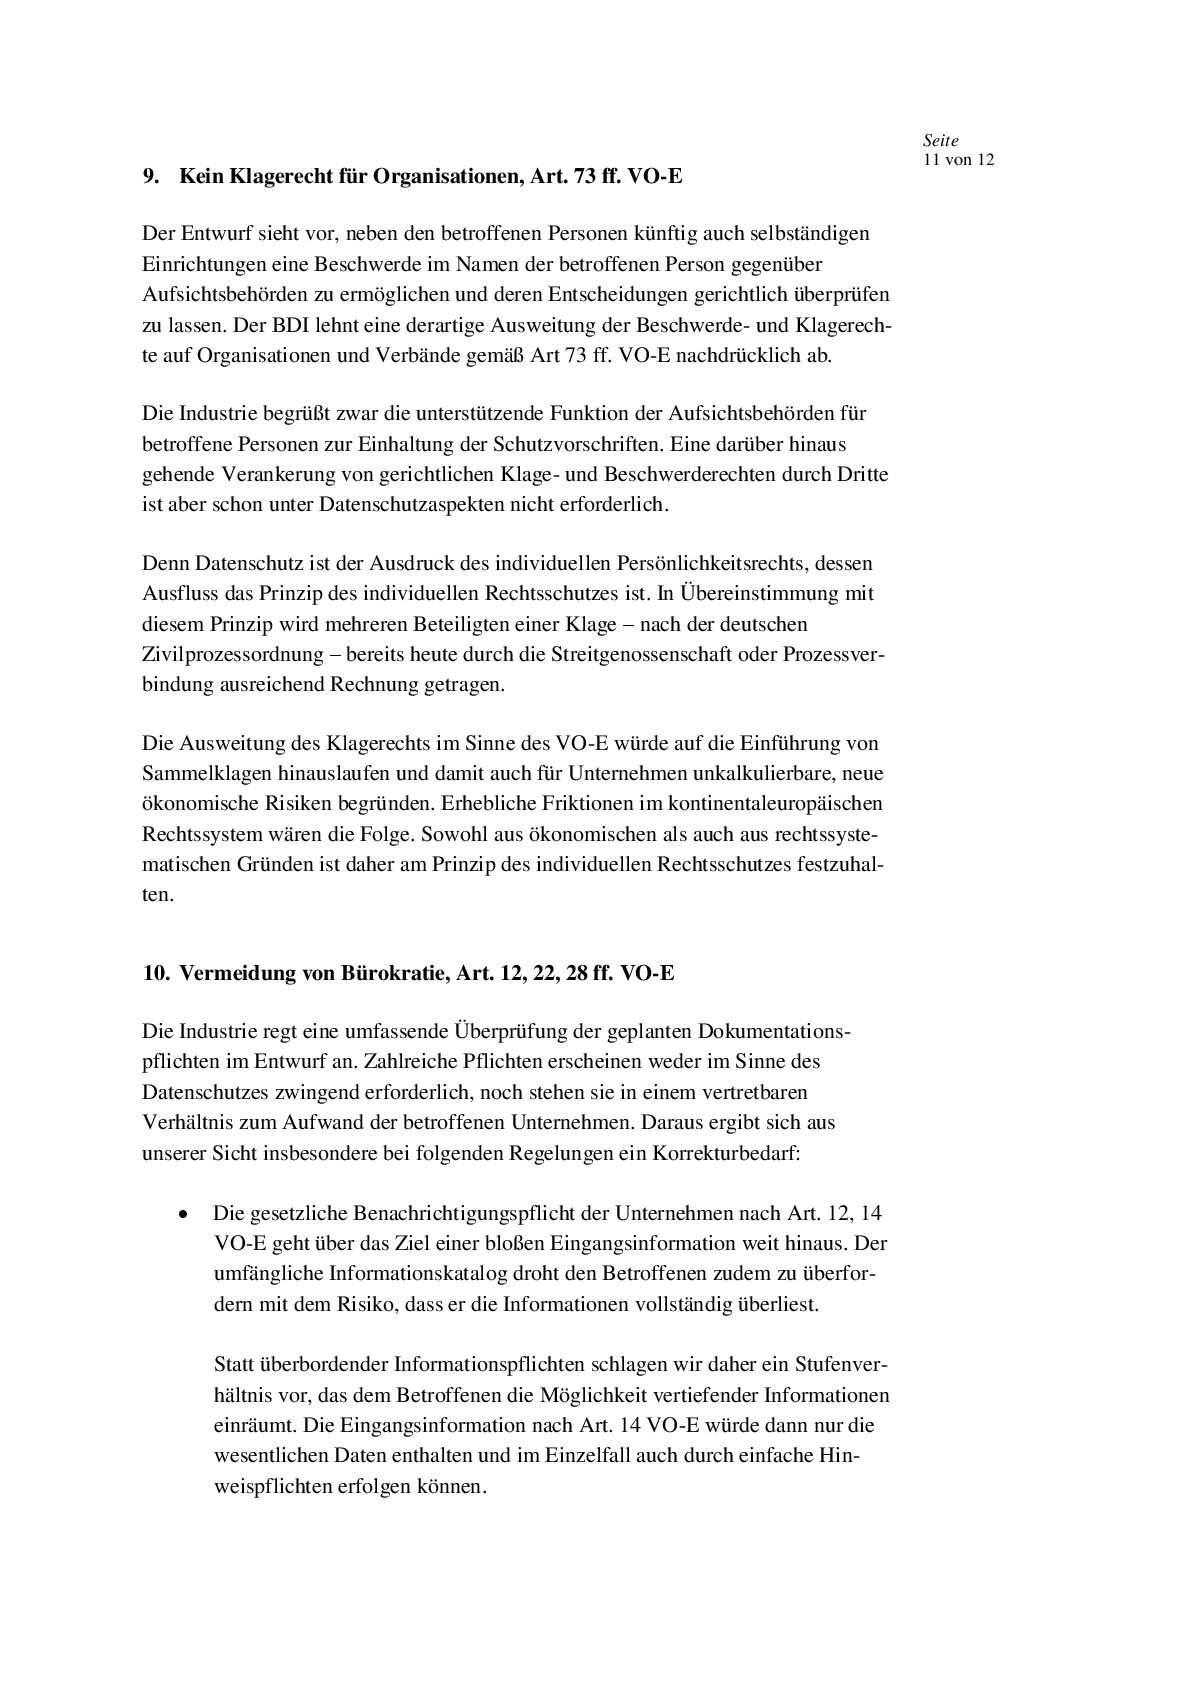 Seite
11 von 12
9. Kein Klagerecht für Organisationen, Art. 73 ff. VO-E
Der Entwurf sieht vor, neben den betroffenen Personen künftig auch selbständigen
Einrichtungen eine Beschwerde im Namen der betroffenen Person gegenüber
Aufsichtsbehörden zu ermöglichen und deren Entscheidungen gerichtlich überprüfen
zu lassen. Der BDI lehnt eine derartige Ausweitung der Beschwerde- und Klagerech-
te auf Organisationen und Verbände gemäß Art 73 ff. VO-E nachdrücklich ab.
Die Industrie begrüßt zwar die unterstützende Funktion der Aufsichtsbehörden für
betroffene Personen zur Einhaltung der Schutzvorschriften. Eine darüber hinaus
gehende Verankerung von gerichtlichen Klage- und Beschwerderechten durch Dritte
ist aber schon unter Datenschutzaspekten nicht erforderlich.
Denn Datenschutz ist der Ausdruck des individuellen Persönlichkeitsrechts, dessen
Ausfluss das Prinzip des individuellen Rechtsschutzes ist. In Übereinstimmung mit
diesem Prinzip wird mehreren Beteiligten einer Klage – nach der deutschen
Zivilprozessordnung – bereits heute durch die Streitgenossenschaft oder Prozessver-
bindung ausreichend Rechnung getragen.
Die Ausweitung des Klagerechts im Sinne des VO-E würde auf die Einführung von
Sammelklagen hinauslaufen und damit auch für Unternehmen unkalkulierbare, neue
ökonomische Risiken begründen. Erhebliche Friktionen im kontinentaleuropäischen
Rechtssystem wären die Folge. Sowohl aus ökonomischen als auch aus rechtssyste-
matischen Gründen ist daher am Prinzip des individuellen Rechtsschutzes festzuhal-
ten.
10. Vermeidung von Bürokratie, Art. 12, 22, 28 ff. VO-E
Die Industrie regt eine umfassende Überprüfung der geplanten Dokumentations-
pflichten im Entwurf an. Zahlreiche Pflichten erscheinen weder im Sinne des
Datenschutzes zwingend erforderlich, noch stehen sie in einem vertretbaren
Verhältnis zum Aufwand der betroffenen Unternehmen. Daraus ergibt sich aus
unserer Sicht insbesondere bei folgenden Regelungen ein Korrekturbedarf:
• Die gesetzliche Benachrichtigungspflicht der Unternehmen nach Art. 12, 14
VO-E geht über das Ziel einer bloßen Eingangsinformation weit hinaus. Der
umfängliche Informationskatalog droht den Betroffenen zudem zu überfor-
dern mit dem Risiko, dass er die Informationen vollständig überliest.
Statt überbordender Informationspflichten schlagen wir daher ein Stufenver-
hältnis vor, das dem Betroffenen die Möglichkeit vertiefender Informationen
einräumt. Die Eingangsinformation nach Art. 14 VO-E würde dann nur die
wesentlichen Daten enthalten und im Einzelfall auch durch einfache Hin-
weispflichten erfolgen können.